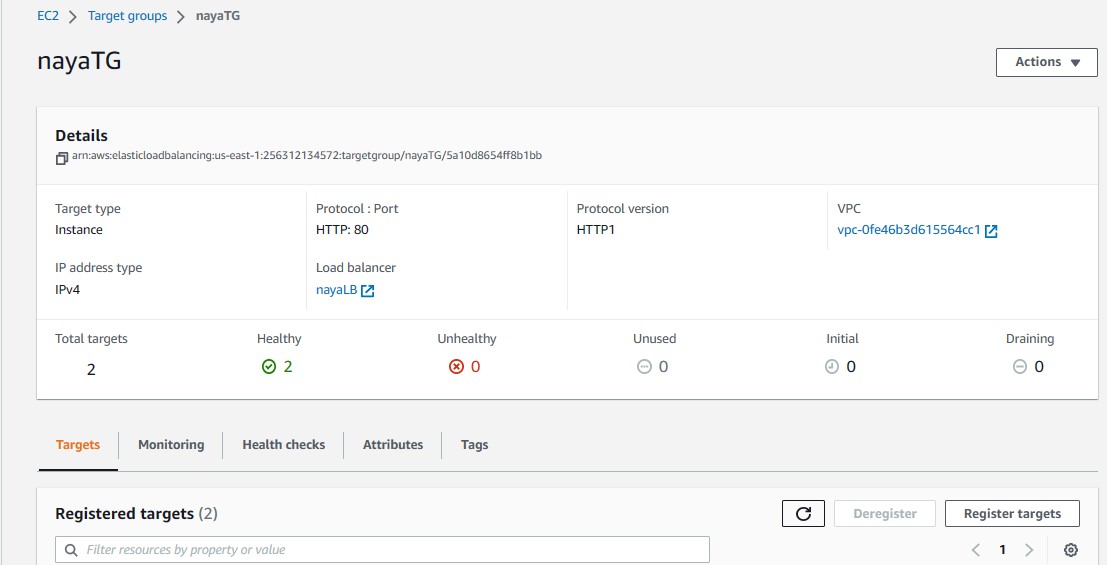 EC2 > Target groups > nayaTG
nayaTG
Actions
Details
arn:aws:elasticloadbalancing:us-east-1:256312134572:targetgroup/nayaTG/5a10d8654ff8b1bb
Target type
Instance
Protocol : Port
HTTP: 80
Protocol version
HTTP1
VPC
vpc-0fe46b3d615564cc1
IP address type
IPv4
Load balancer
nayaLB
Total targets
2
Healthy
2
Unhealthy
0
Unused
0
Initial
0
Draining
0
Targets
Monitoring
Health checks
Attributes
Tags
Registered targets (2)
Deregister
Register targets
Filter resources by property or value
1